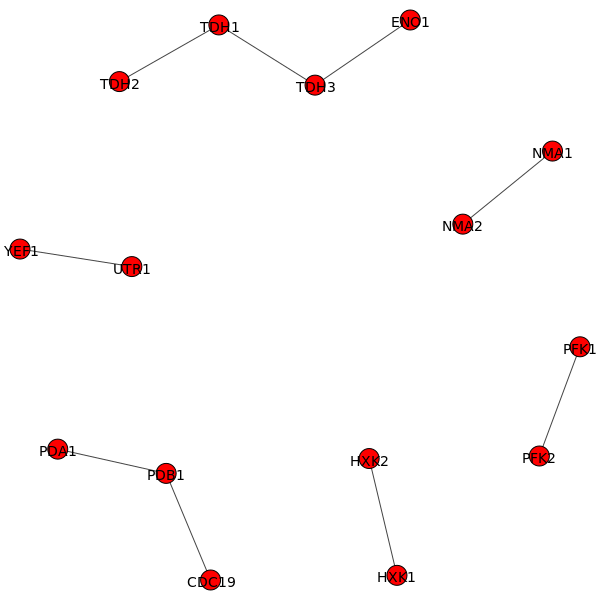 ENO1
TDH1
TDH2
TDH3
NMA1
NMA2
YEF1
UTR1
PFK1
PDA1
PFK2
HXK2
PDB1
HXK1
CDC19